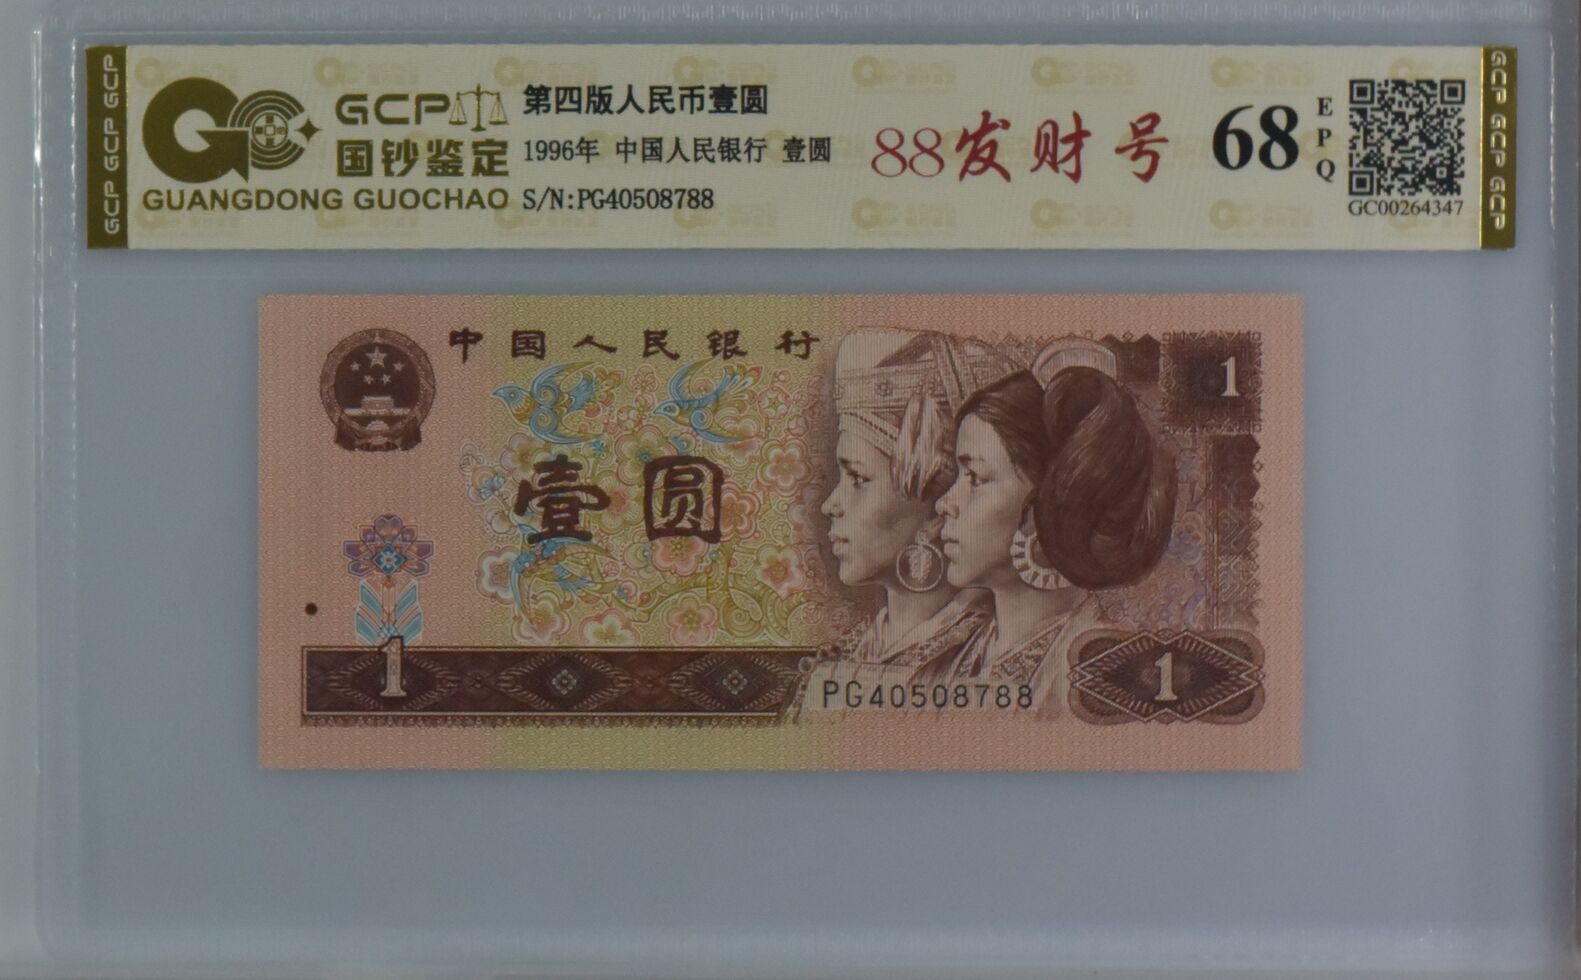 GCP GCP GCP
GCP
国钞鉴定
GUANGDONG GUOCHAO
第四版人民币壹圆
1996年 中国人民银行 壹圆
S/N:PG40508788
88发财号
68
EPQ
GC00264347
GCP GCP GCP
中国人民银行
1
壹圆
1
PG40508788
1